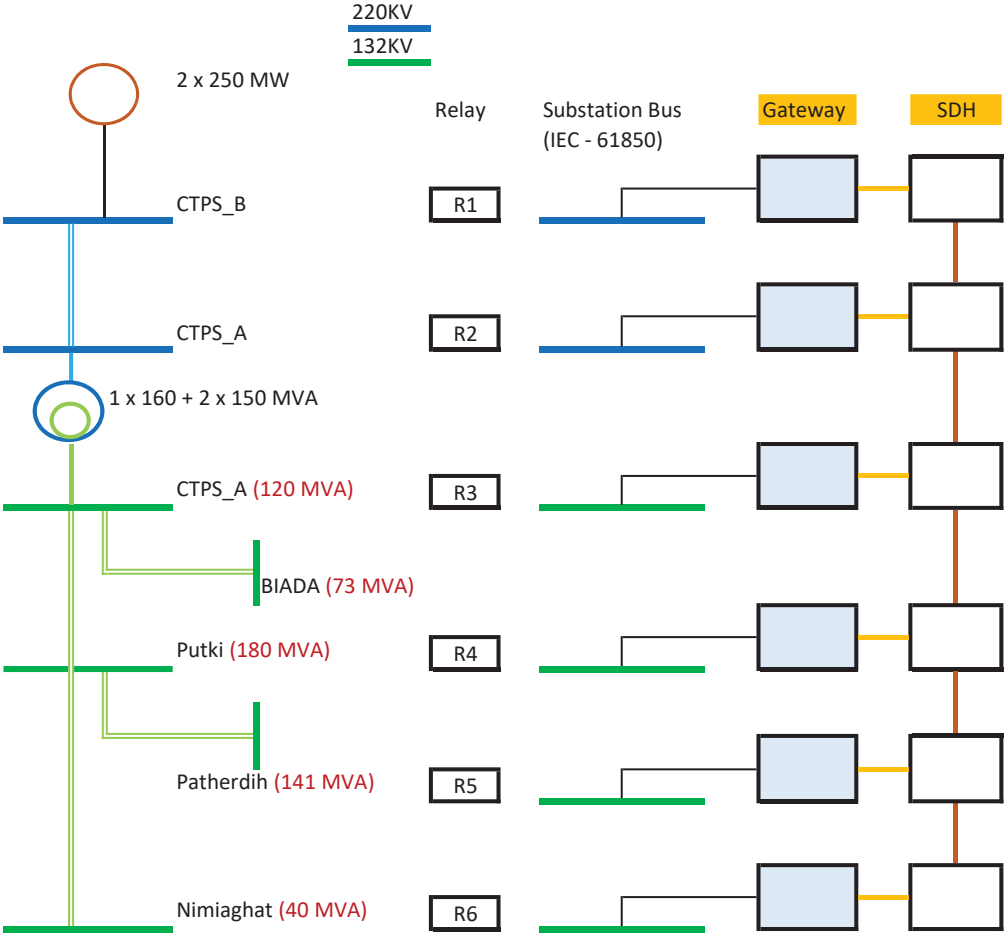 220KV
132KV
2 x 250 MW
Relay
Substation Bus
(IEC - 61850)
Gateway
SDH
CTPS_B
R1
CTPS_A
R2
1 x 160 + 2 x 150 MVA
CTPS_A (120 MVA)
R3
BIADA (73 MVA)
Putki (180 MVA)
R4
Patherdih (141 MVA)
R5
Nimiaghat (40 MVA)
R6